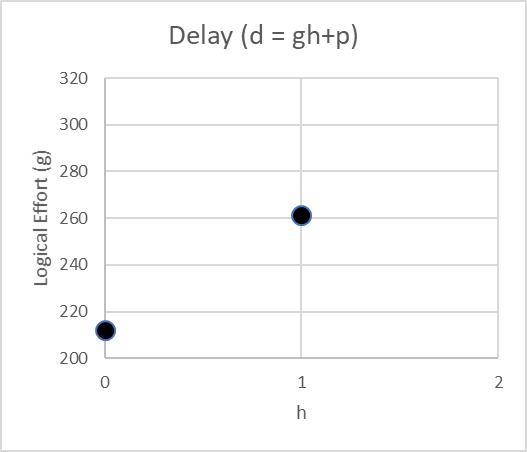 Delay (d = gh+p)
320
300
280
260
240
220
200
Logical Effort (g)
0 1 2
h